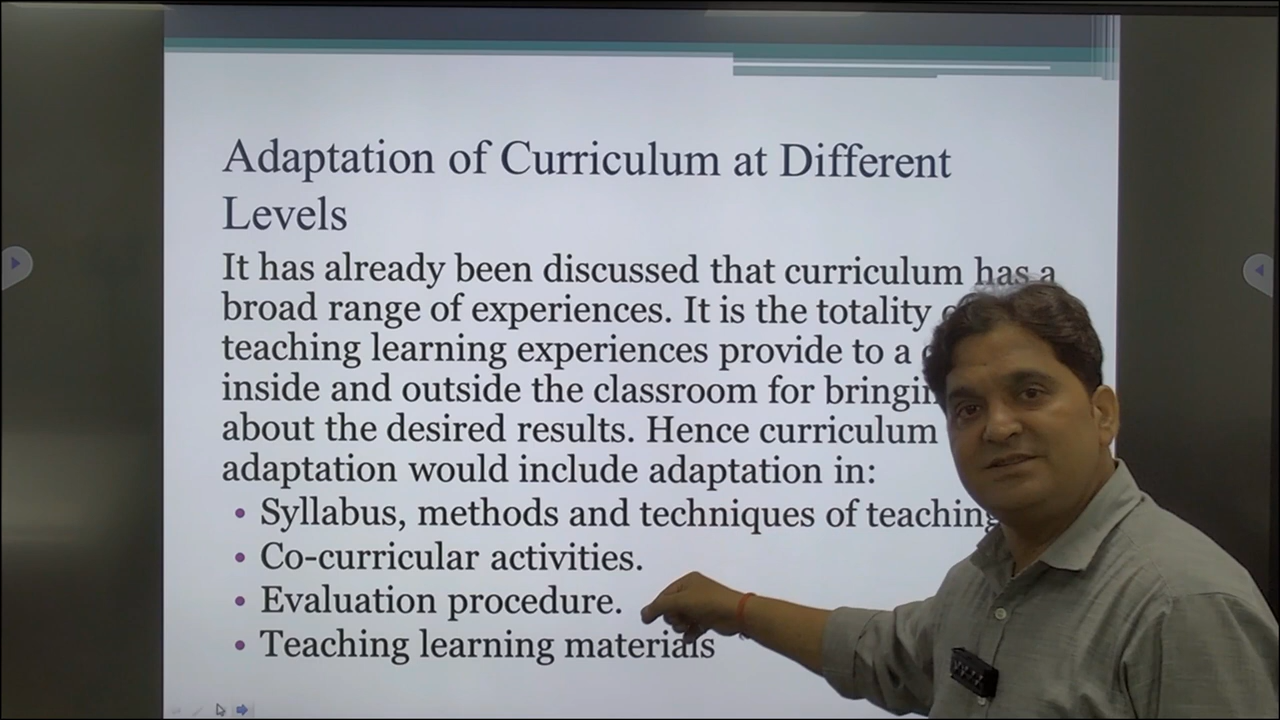 Adaptation of Curriculum at Different
Levels
It has already been discussed that curriculum has a
broad range of experiences. It is the totality
teaching learning experiences provide to a
inside and outside the classroom for
about the desired results. Hence curriculum
adaptation would include adaptation in:
• Syllabus, methods and techniques of teaching
• Co-curricular activities.
• Evaluation procedure.
• Teaching learning materials